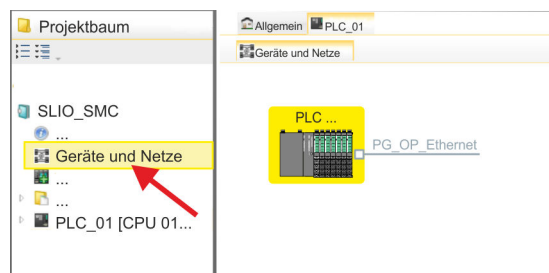 Projektbaum
SLIO_SMC
...
Geräte und Netze
...
...
PLC_01 [CPU 01...
Allgemein PLC_01
Geräte und Netze
PLC ...
PG_OP_Ethernet